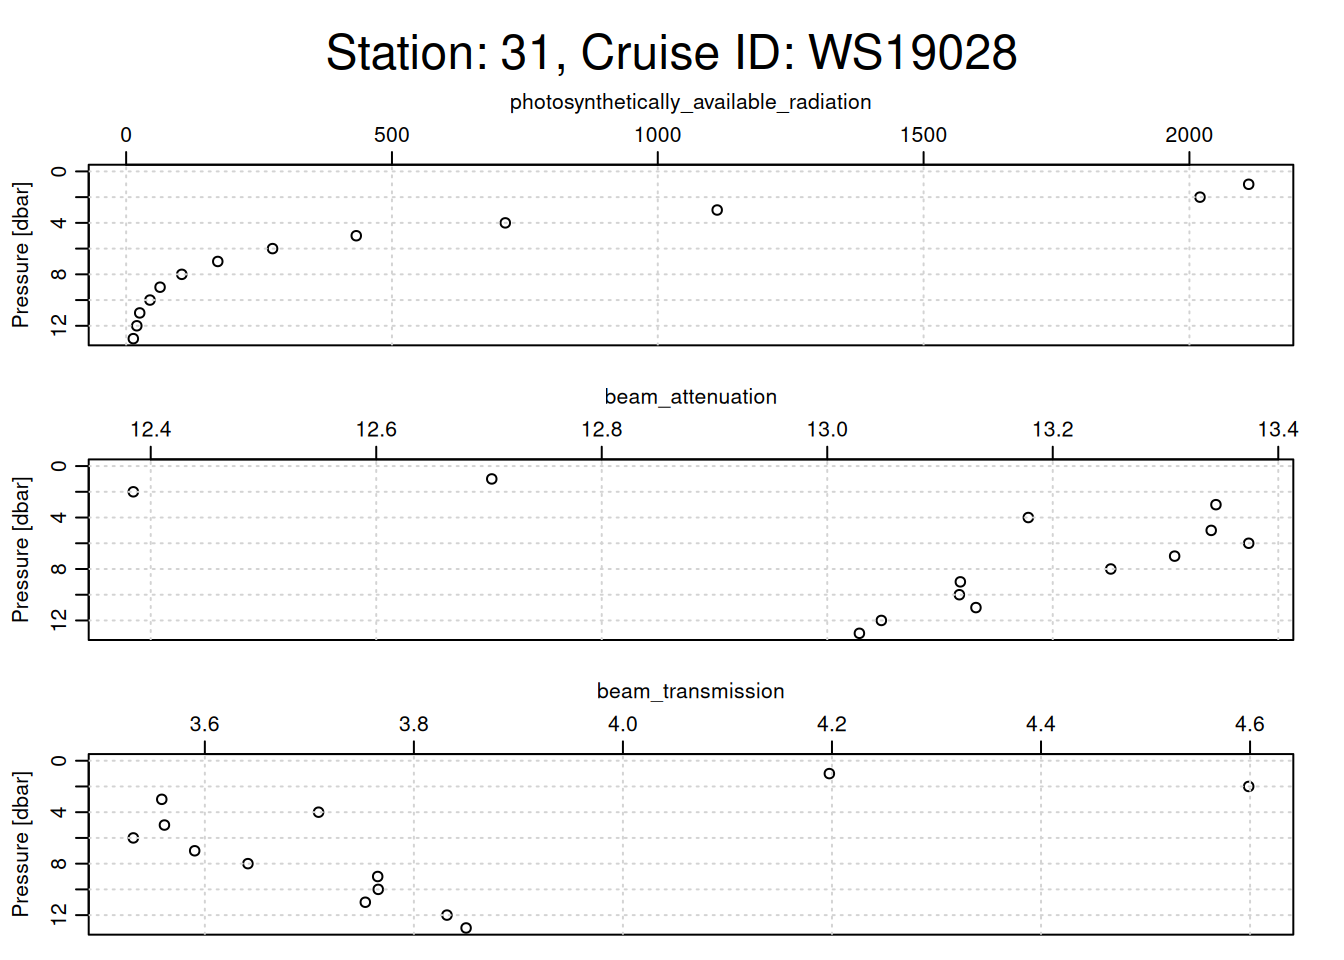 Station: 31, Cruise ID: WS19028
photosynthetically_available_radiation
0 500 1000 1500 2000
Pressure [dbar]
0
4
8
12
beam_attenuation
12.4 12.6 12.8 13.0 13.2 13.4
Pressure [dbar]
0
4
8
12
beam_transmission
3.6 3.8 4.0 4.2 4.4 4.6
Pressure [dbar]
0
4
8
12